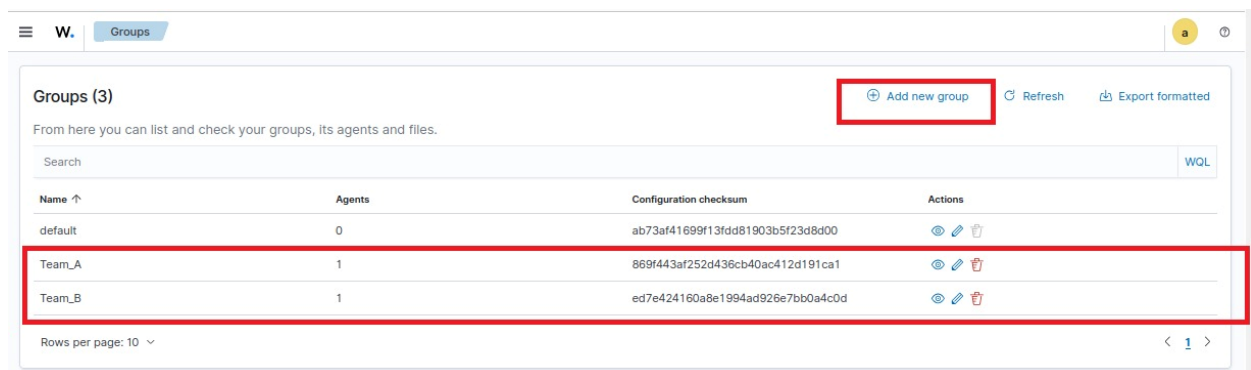 W. Groups a
Groups (3) Add new group Refresh Export formatted
From here you can list and check your groups, its agents and files.
Search WQL
Name Agents Configuration checksum Actions
default 0 ab73af41699f13fdd81903b5f23d8d00
Team_A 1 869f443af252d436cb40ac412d191ca1
Team_B 1 ed7e424160a8e1994ad926e7bb0a4c0d
Rows per page: 10 1